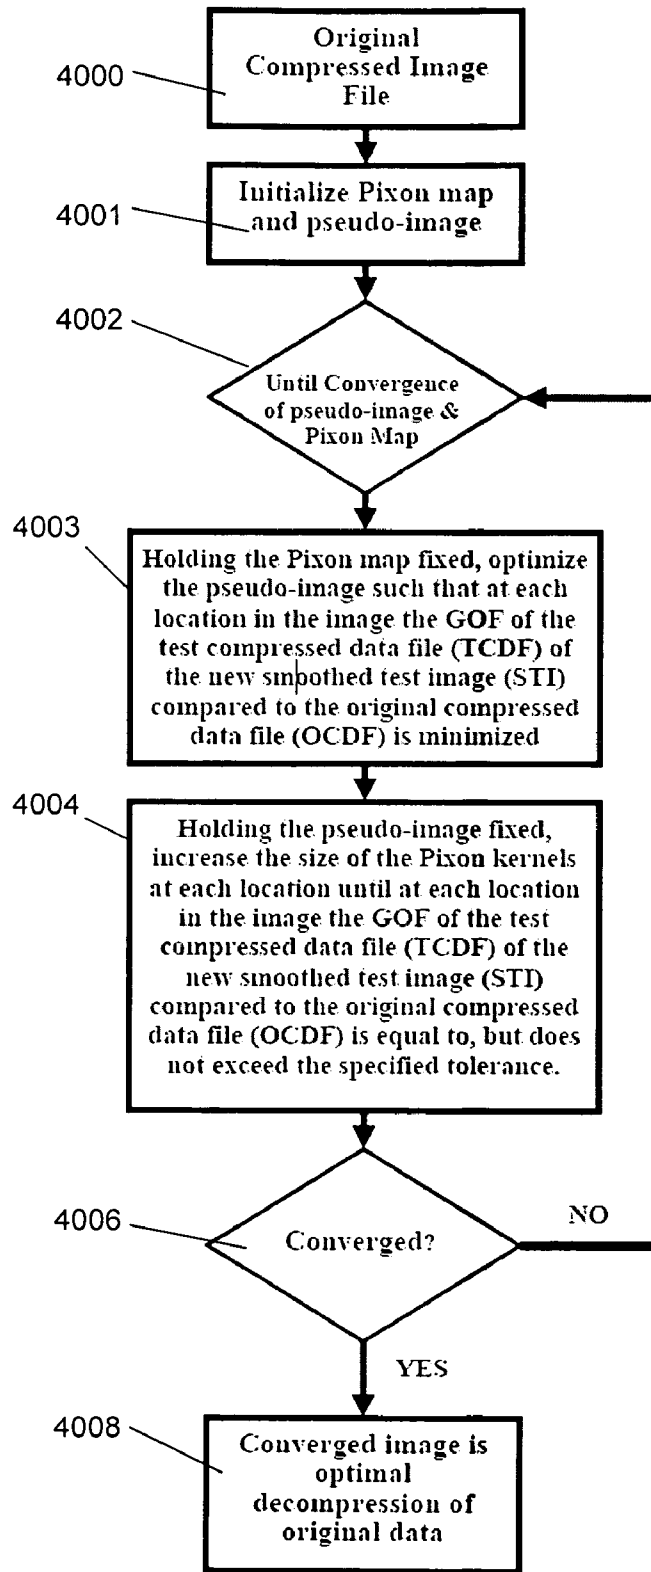 4000
Original
Compressed Image
File
4001
Initialize Pixon map
and pseudo-image
4002
Until Convergence
of pseudo-image &
Pixon Map
4003
Holding the Pixon map fixed, optimize
the pseudo-image such that at each
location in the image the GOF of the
test compressed data file (TCDF) of
the new smoothed test image (STI)
compared to the original compressed
data file (OCDF) is minimized
4004
Holding the pseudo-image fixed,
increase the size of the Pixon kernels
at each location until at each location
in the image the GOF of the test
compressed data file (TCDF) of the
new smoothed test image (STI)
compared to the original compressed
data file (OCDF) is equal to, but does
not exceed the specified tolerance.
4006
Converged?
NO
YES
4008
Converged image is
optimal
decompression of
original data